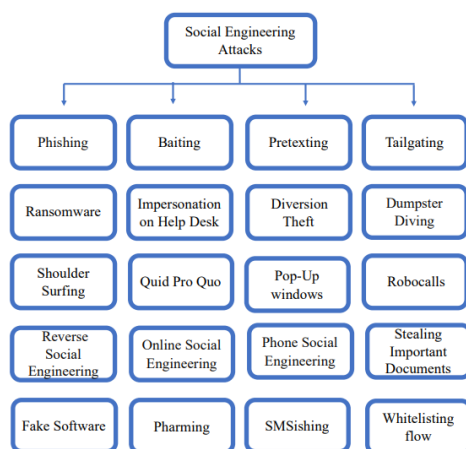 Social Engineering
Attacks
Phishing
Baiting
Pretexting
Tailgating
Ransomware
Impersonation
on Help Desk
Diversion
Theft
Dumpster
Diving
Shoulder
Surfing
Quid Pro Quo
Pop-Up
windows
Robocalls
Reverse
Social
Engineering
Online Social
Engineering
Phone Social
Engineering
Stealing
Important
Documents
Fake Software
Pharming
SMSishing
Whitelisting
flow